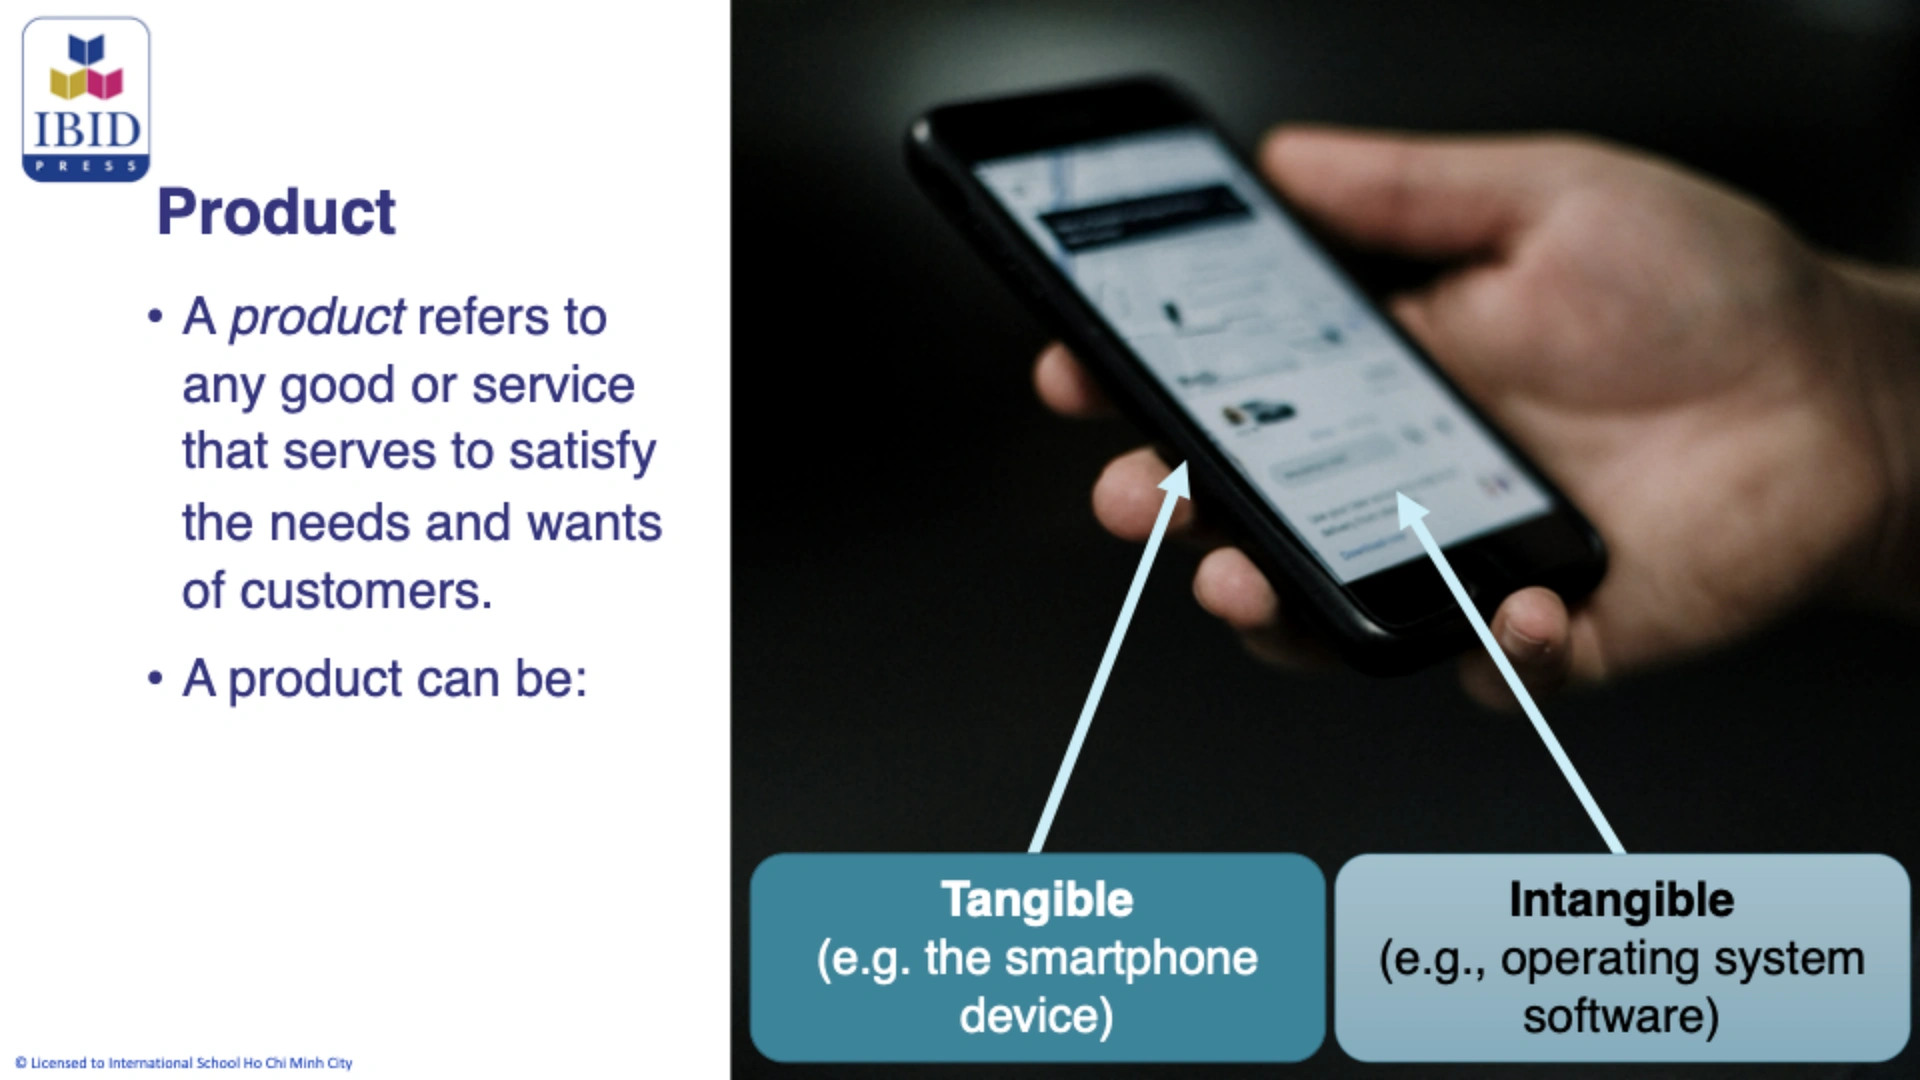 IBID
PRESS
Product
• A product refers to
any good or service
that serves to satisfy
the needs and wants
of customers.
• A product can be:
Tangible
(e.g. the smartphone
device)
Intangible
(e.g., operating system
software)
© Licensed to International School Ho Chi Minh City